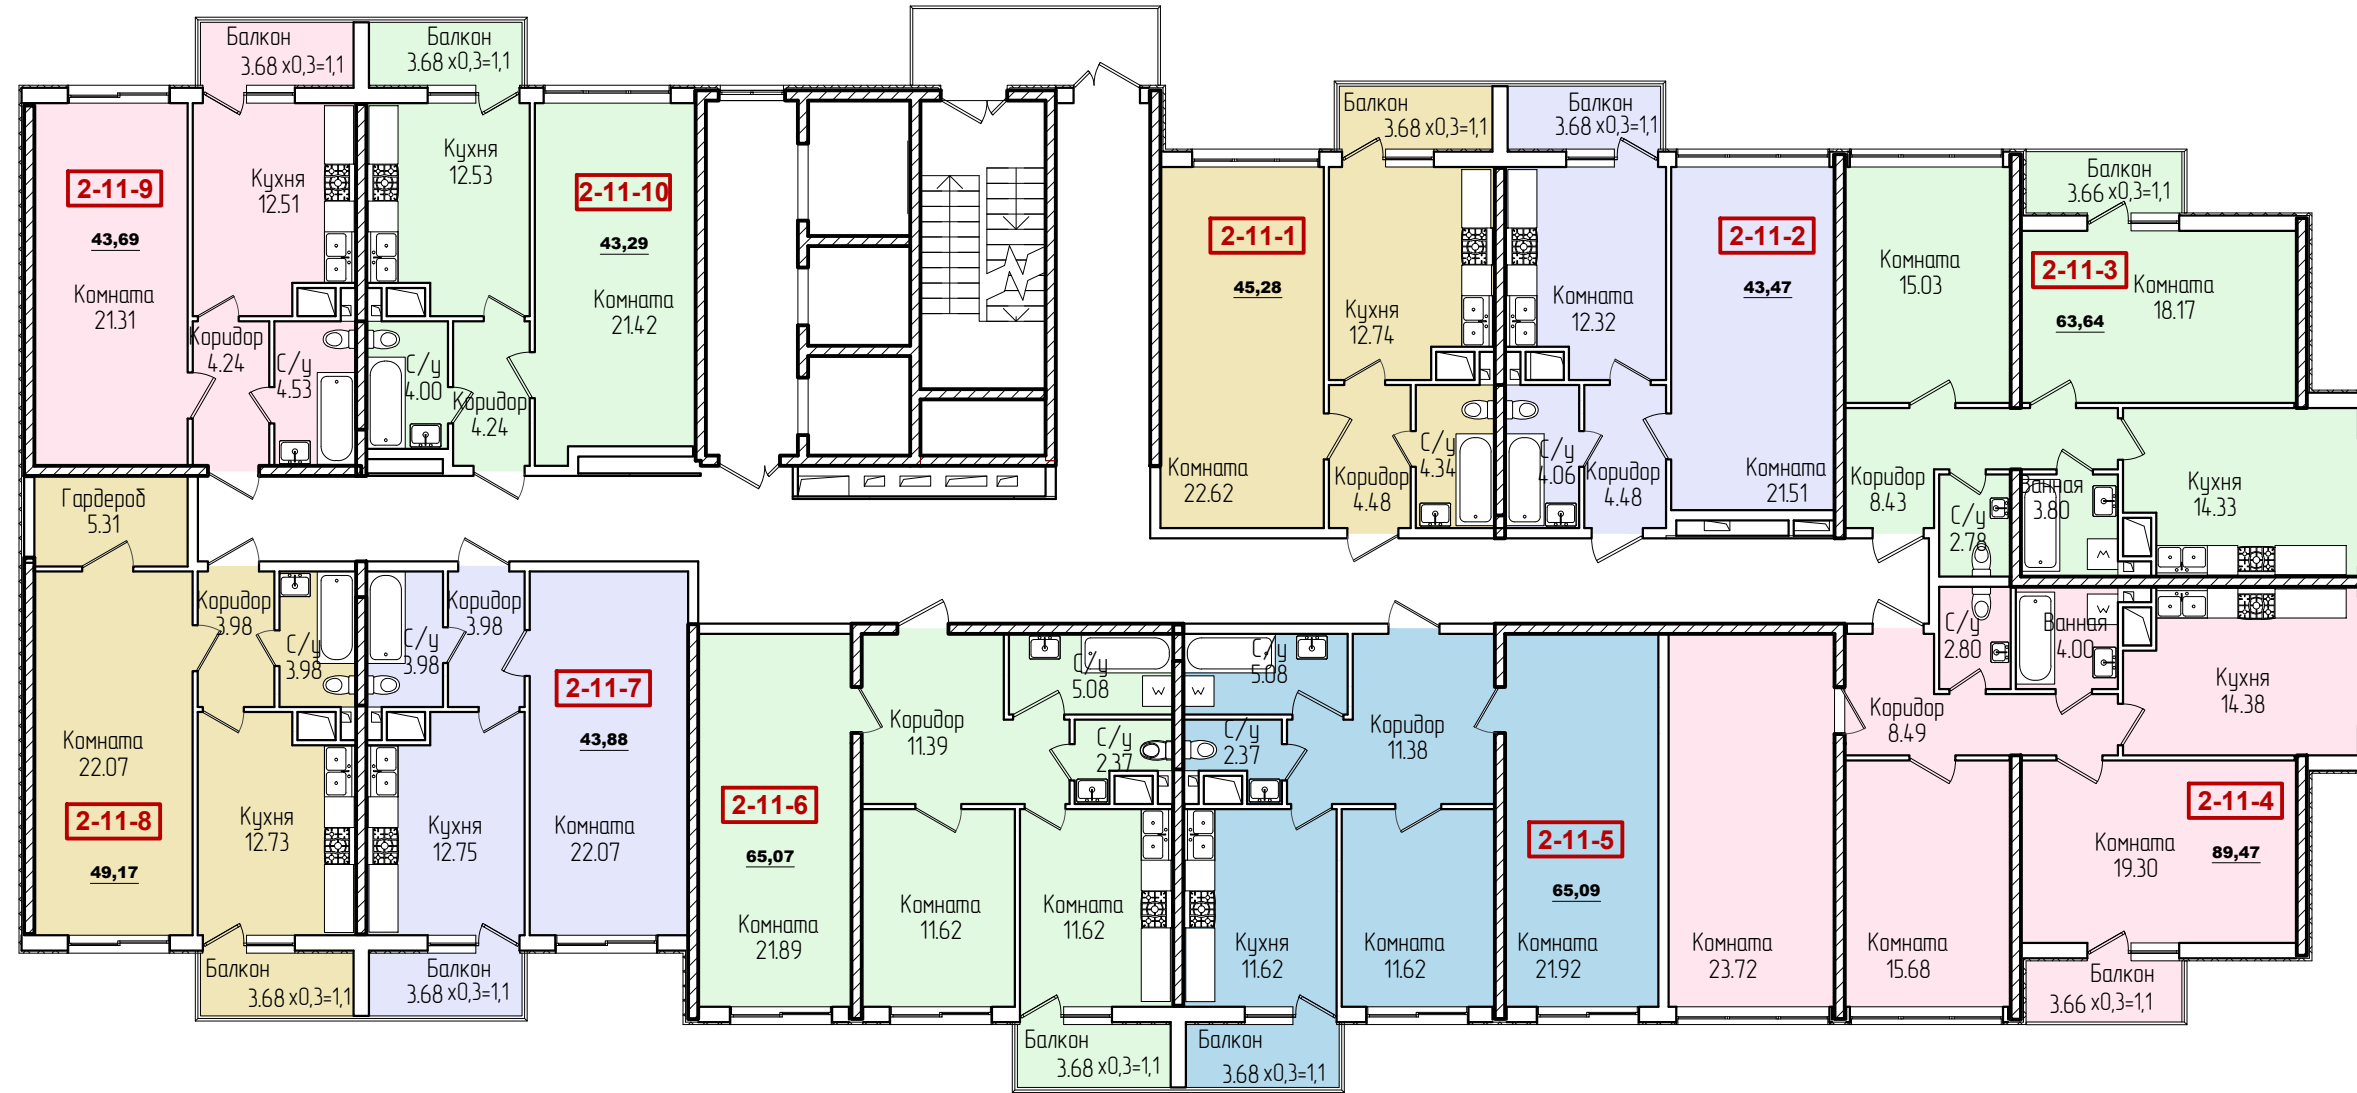 Балкон
3.68 x0,3=1,1
Балкон
3.68 x0,3=1,1
Кухня
12.51
2-11-9
43,69
Комната
21.31
Коридор
4.24
С/у
4.53
Кухня
12.53
2-11-10
43,29
Комната
21.42
С/у
4.00
Коридор
4.24
Балкон
3.68 x0,3=1,1
Балкон
3.68 x0,3=1,1
2-11-1
45,28
Кухня
12.74
Комната
22.62
Коридор
4.48
С/у
4.34
Комната
12.32
2-11-2
43,47
С/у
4.06
Коридор
4.48
Комната
21.51
Балкон
3.66 x0,3=1,1
Комната
15.03
2-11-3
63,64
Комната
18.17
Коридор
8.43
С/у
2.78
Ванная
3.80
М
Кухня
14.33
Гардероб
5.31
Коридор
3.98
С/у
3.98
Комната
22.07
2-11-8
49,17
Кухня
12.73
Балкон
3.68 x0,3=1,1
С/у
3.98
Коридор
3.98
2-11-7
43,88
Кухня
12.75
Комната
22.07
Балкон
3.68 x0,3=1,1
2-11-6
65,07
Комната
21.89
Коридор
11.39
С/у
5.08
W
С/у
2.37
Комната
11.62
Комната
11.62
Балкон
3.68 x0,3=1,1
С/у
5.08
W
С/у
2.37
Коридор
11.38
Кухня
11.62
Комната
11.62
2-11-5
65,09
Комната
21.92
Балкон
3.68 x0,3=1,1
Комната
23.72
С/у
2.80
Ванная
4.00
W
Коридор
8.49
Кухня
14.38
2-11-4
89,47
Комната
19.30
Комната
15.68
Балкон
3.66 x0,3=1,1